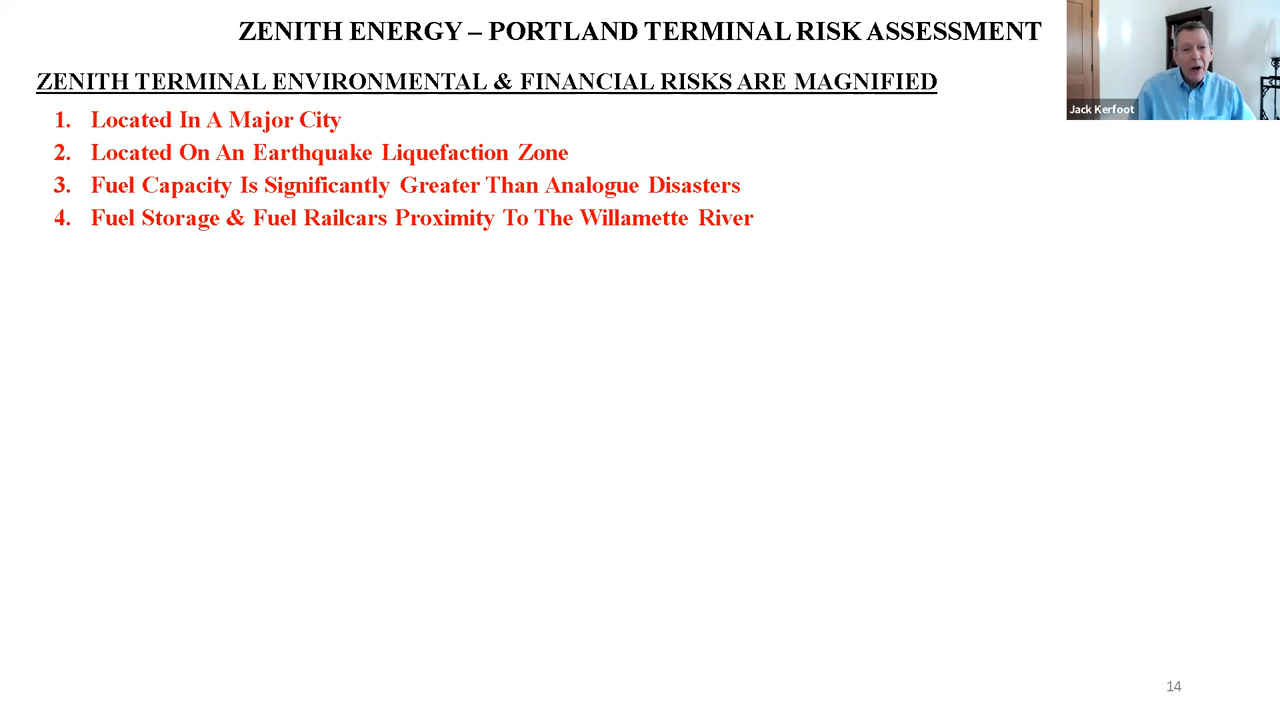 ZENITH ENERGY – PORTLAND TERMINAL RISK ASSESSMENT
ZENITH TERMINAL ENVIRONMENTAL & FINANCIAL RISKS ARE MAGNIFIED
1. Located In A Major City
2. Located On An Earthquake Liquefaction Zone
3. Fuel Capacity Is Significantly Greater Than Analogue Disasters
4. Fuel Storage & Fuel Railcars Proximity To The Willamette River
Jack Kerfoot
14